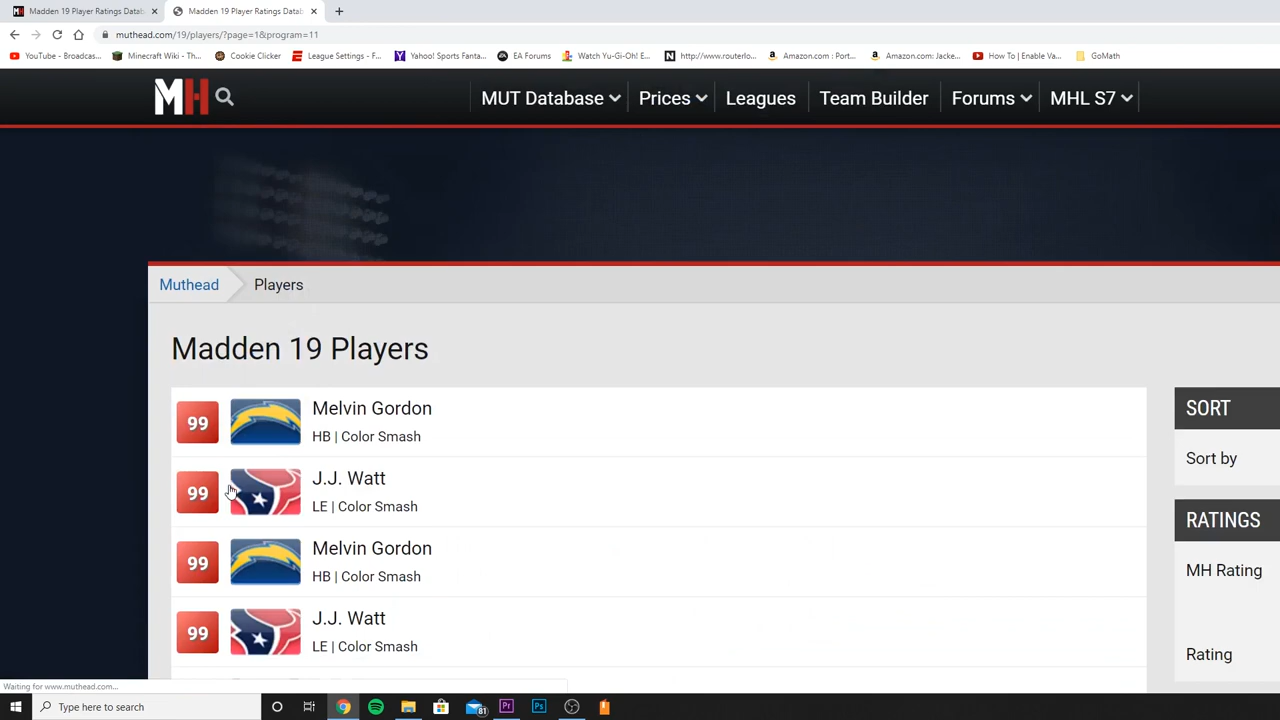 Madden 19 Player Ratings Datab
Madden 19 Player Ratings Datab
muthead.com/19/players/?page=1&program=11
YouTube - Broadcas...
Minecraft Wiki - Th...
Cookie Clicker
League Settings - F...
Yahoo! Sports Fanta...
EA Forums
Watch Yu-Gi-Oh! E...
http://www.routerlo...
Amazon.com : Port...
Amazon.com: Jacke...
How To | Enable Va...
GoMath
MH
MUT Database
Prices
Leagues
Team Builder
Forums
MHL S7
Muthead
Players
Madden 19 Players
99
Melvin Gordon
HB | Color Smash
99
J.J. Watt
LE | Color Smash
99
Melvin Gordon
HB | Color Smash
99
J.J. Watt
LE | Color Smash
SORT
Sort by
RATINGS
MH Rating
Rating
Waiting for www.muthead.com...
Type here to search
81
Pr
Ps